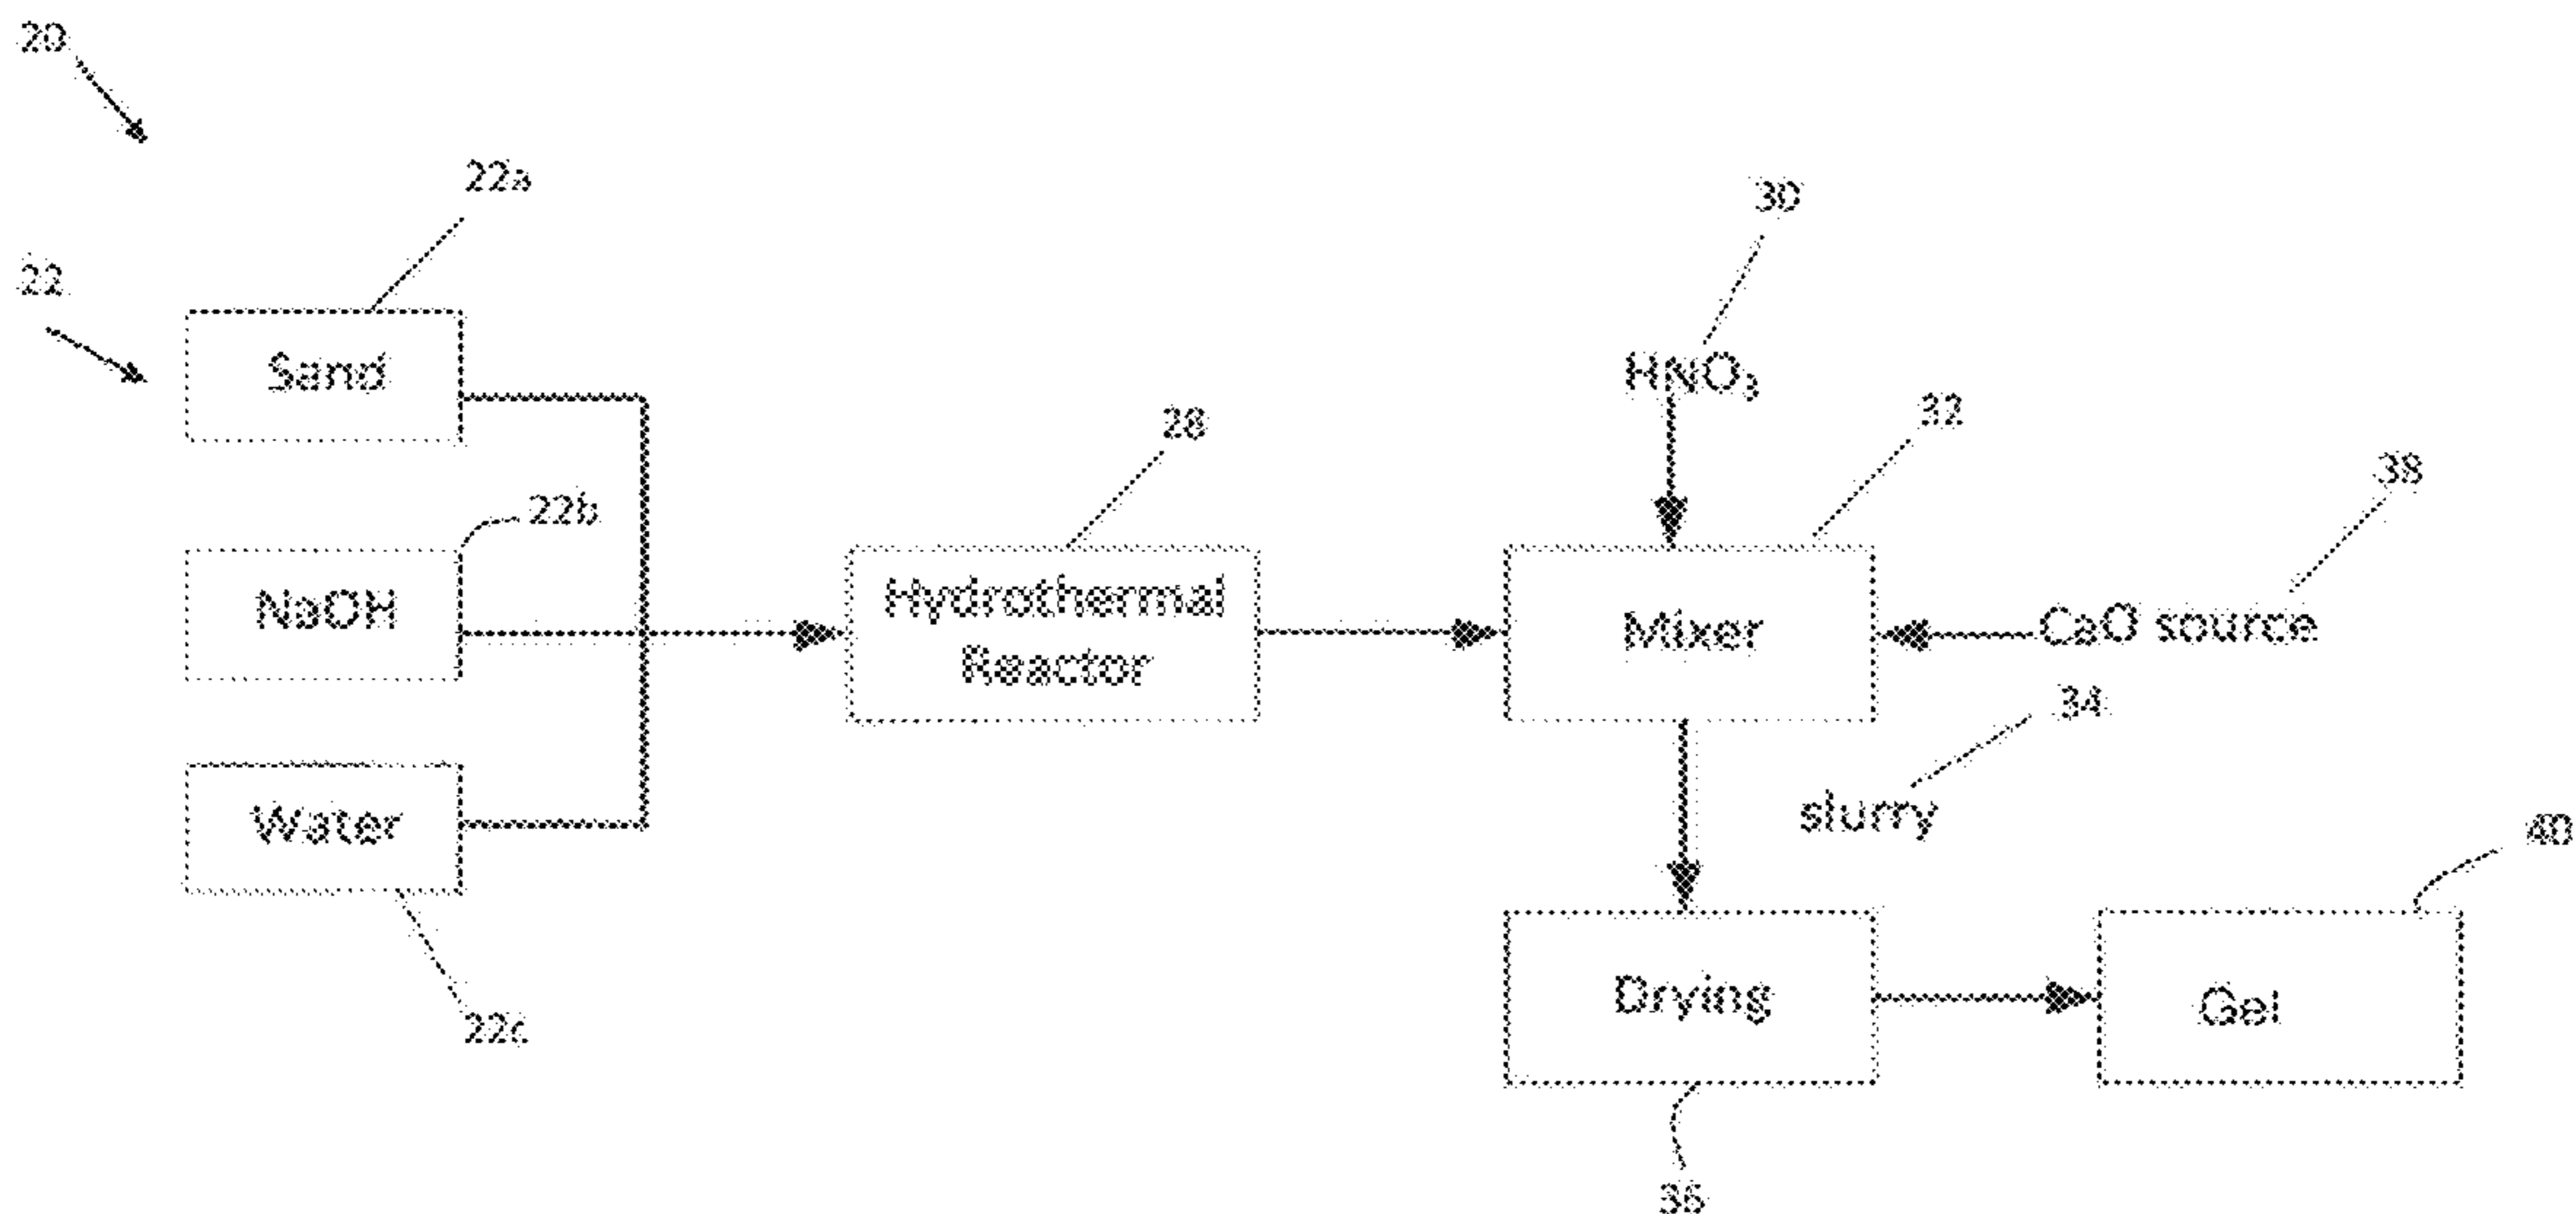 20
22a
30
22
Sand
HNO₃
28
32
38
22b
NaOH
Hydrothermal
Reactor
Mixer
CaO source
34
Water
slurry
40
22c
Drying
Gel
36